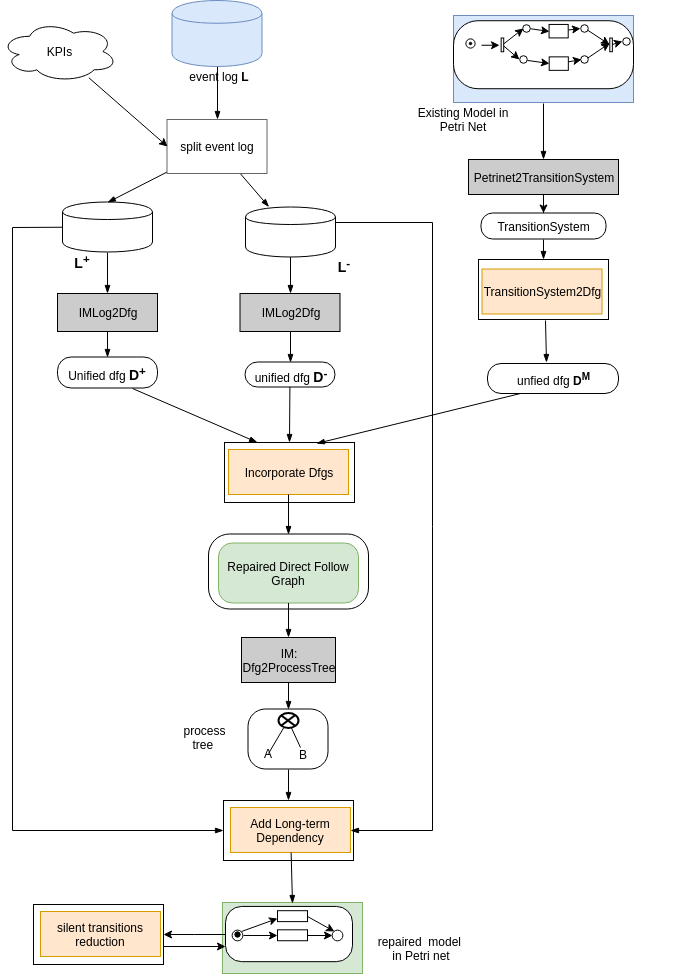 KPIs
event log L
Existing Model in
Petri Net
split event log
Petrinet2TransitionSystem
TransitionSystem
L+
L-
IMLog2Dfg
IMLog2Dfg
TransitionSystem2Dfg
Unified dfg D+
unified dfg D-
unfied dfg DM
Incorporate Dfgs
Repaired Direct Follow
Graph
IM:
Dfg2ProcessTree
process
tree
A
B
Add Long-term
Dependency
silent transitions
reduction
repaired model
in Petri net